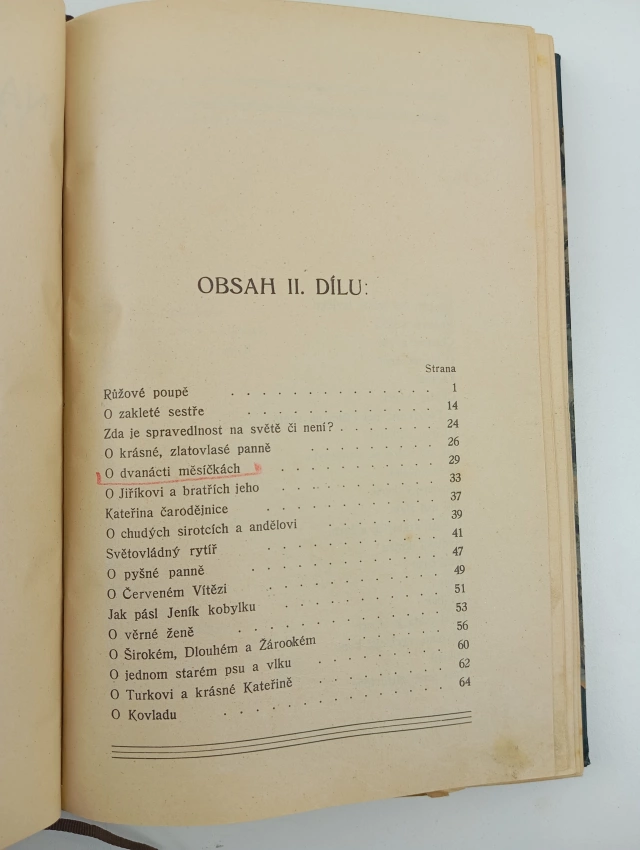 OBSAH II. DÍLU:
Strana
Růžové poupě . . . . . . . . . . . 1
O zakleté sestře . . . . . . . . . . 14
Zda je spravedlnost na světě či není? . . . . . 24
O krásné, zlatovlasé panně . . . . . . . 26
O dvanácti měsíčkách . . . . . . . . 29
O Jiříkovi a bratřích jeho . . . . . . . . 33
Kateřina čarodějnice . . . . . . . . . 37
O chudých sirotcích a andělovi . . . . . . 39
Světovládný rytíř . . . . . . . . . 41
O pyšné panně . . . . . . . . . . 47
O Červeném Vítězi . . . . . . . . . 49
Jak pásl Jeník kobylku . . . . . . . . 51
O věrné ženě . . . . . . . . . . 53
O Širokém, Dlouhém a Žárookém . . . . . 56
O jednom starém psu a vlku . . . . . . 60
O Turkovi a krásné Kateřině . . . . . . 62
O Kovladu . . . . . . . . . . . 64